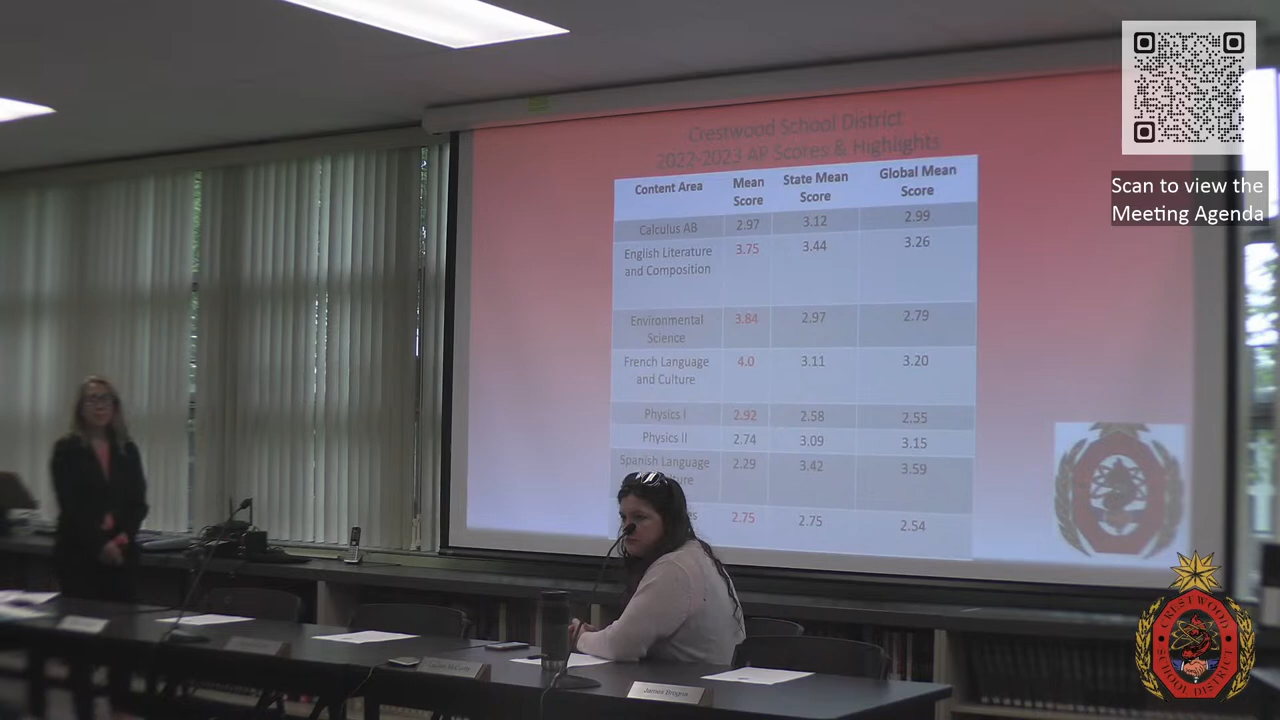 Crestwood School District
2022-2023 AP Scores & Highlights
Content Area Mean Score State Mean Score Global Mean Score
Calculus AB 2.97 3.12 2.99
English Literature and Composition 3.75 3.44 3.26
Environmental Science 3.84 2.97 2.79
French Language and Culture 4.0 3.11 3.20
Physics I 2.92 2.58 2.55
Physics II 2.74 3.09 3.15
Spanish Language 2.29 3.42 3.59
2.75 2.75 2.54
Scan to view the
Meeting Agenda
James Brogna
CRESTWOOD
SCHOOL DISTRICT